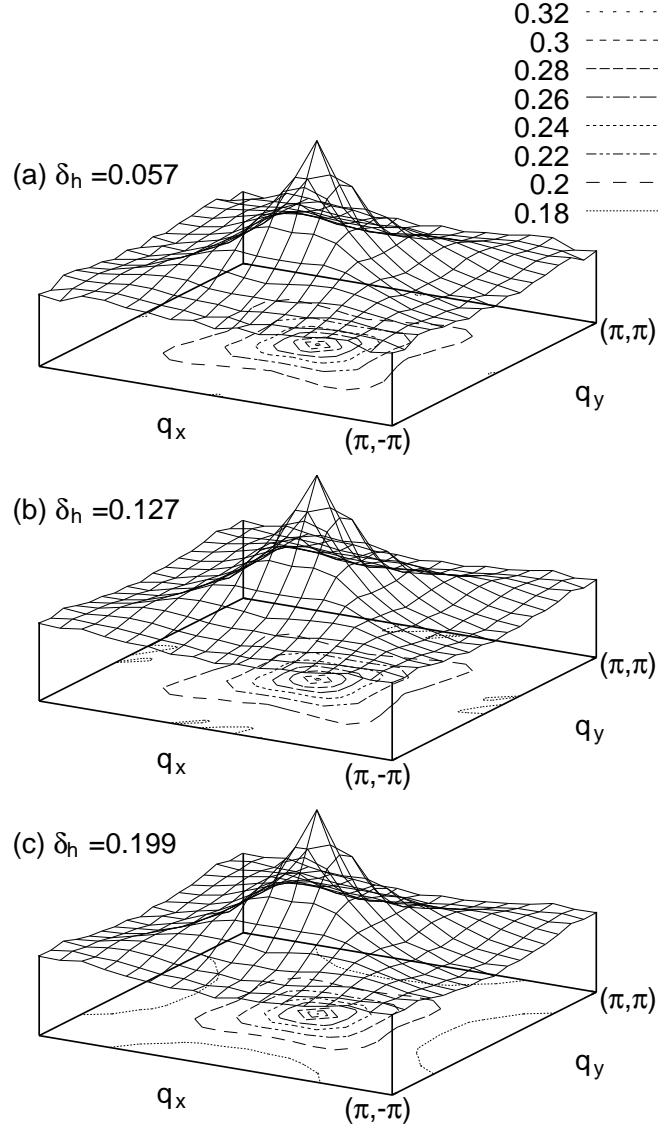 0.32
0.3
0.28
0.26
0.24
0.22
0.2
0.18
(a) δh =0.057
(π,π)
qy
qx
(π,-π)
(b) δh =0.127
(π,π)
qy
qx
(π,-π)
(c) δh =0.199
(π,π)
qy
qx
(π,-π)